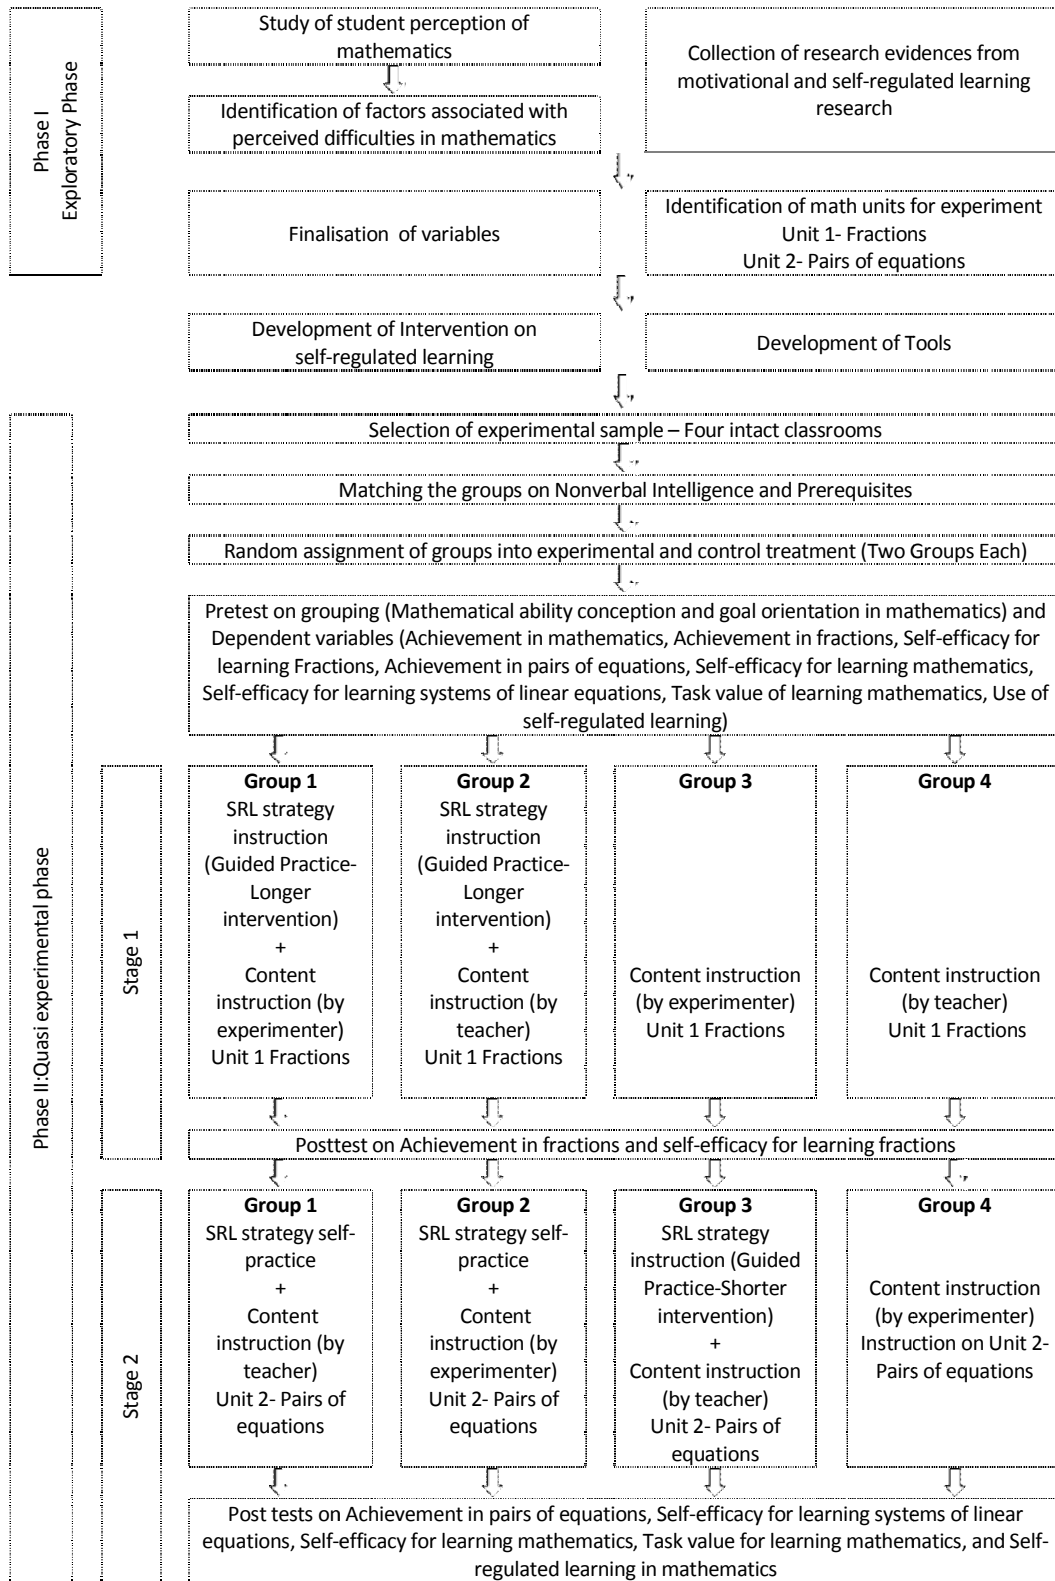 Phase I
Exploratory Phase
Study of student perception of
mathematics
Collection of research evidences from
motivational and self-regulated learning
research
Identification of factors associated with
perceived difficulties in mathematics
Finalisation of variables
Identification of math units for experiment
Unit 1- Fractions
Unit 2- Pairs of equations
Development of Intervention on
self-regulated learning
Development of Tools
Phase II:Quasi experimental phase
Selection of experimental sample – Four intact classrooms
Matching the groups on Nonverbal Intelligence and Prerequisites
Random assignment of groups into experimental and control treatment (Two Groups Each)
Pretest on grouping (Mathematical ability conception and goal orientation in mathematics) and
Dependent variables (Achievement in mathematics, Achievement in fractions, Self-efficacy for
learning Fractions, Achievement in pairs of equations, Self-efficacy for learning mathematics,
Self-efficacy for learning systems of linear equations, Task value of learning mathematics, Use of
self-regulated learning)
Stage 1
Group 1
SRL strategy
instruction
(Guided Practice-
Longer
intervention)
+
Content
instruction (by
experimenter)
Unit 1 Fractions
Group 2
SRL strategy
instruction
(Guided Practice-
Longer
intervention)
+
Content
instruction (by
teacher)
Unit 1 Fractions
Group 3
Content instruction
(by experimenter)
Unit 1 Fractions
Group 4
Content instruction
(by teacher)
Unit 1 Fractions
Posttest on Achievement in fractions and self-efficacy for learning fractions
Stage 2
Group 1
SRL strategy self-
practice
+
Content
instruction (by
teacher)
Unit 2- Pairs of
equations
Group 2
SRL strategy self-
practice
+
Content
instruction (by
experimenter)
Unit 2- Pairs of
equations
Group 3
SRL strategy
instruction (Guided
Practice-Shorter
intervention)
+
Content instruction
(by teacher)
Unit 2- Pairs of
equations
Group 4
Content instruction
(by experimenter)
Instruction on Unit 2-
Pairs of equations
Post tests on Achievement in pairs of equations, Self-efficacy for learning systems of linear
equations, Self-efficacy for learning mathematics, Task value for learning mathematics, and Self-
regulated learning in mathematics